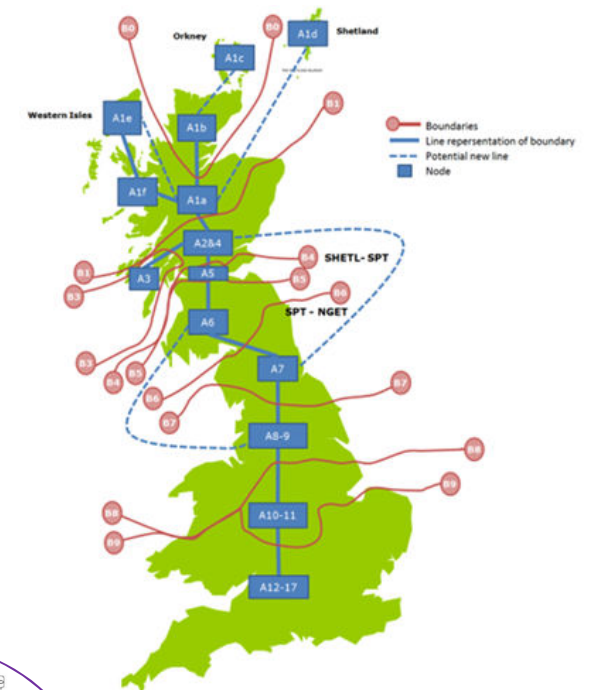 B0
B0
A1d
Shetland
Orkney
A1c
B1
Western Isles
A1e
A1b
Boundaries
Line repersentation of boundary
Potential new line
Node
A1f
A1a
A2&4
B4
SHETL- SPT
B1
A3
A5
B5
B3
B6
SPT - NGET
A6
B3
A7
B5
B4
B7
B6
B7
A8-9
B8
B9
B8
A10-11
B9
A12-17